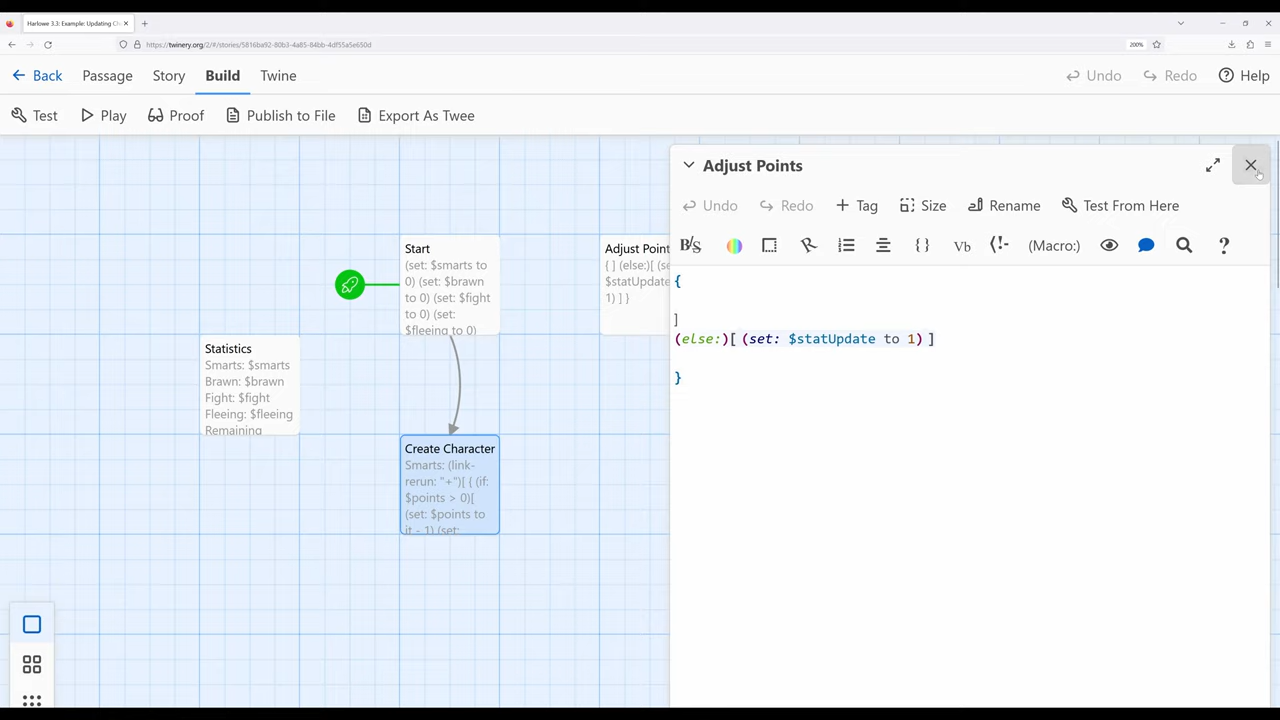 Harlowe 3.3: Example: Updating Ch
https://twinery.org/2/#/stories/5816ba92-80b3-4a85-84bb-4df55a5e650d
200%
Back
Passage
Story
Build
Twine
Undo
Redo
Help
Test
Play
Proof
Publish to File
Export As Twee
Adjust Points
Undo
Redo
Tag
Size
Rename
Test From Here
B/S
{ }
Vb
(Macro:)
{
]
(else:)[ (set: $statUpdate to 1) ]
}
Start
(set: $smarts to
0) (set: $brawn
to 0) (set: $fight
to 0) (set:
$fleeing to 0)
Adjust Point
{ ] (else:)[ (se
$statUpdate
1) ] }
Statistics
Smarts: $smarts
Brawn: $brawn
Fight: $fight
Fleeing: $fleeing
Remaining
Create Character
Smarts: (link-
rerun: "+")[ { (if:
$points > 0)[
(set: $points to
it - 1) (set: